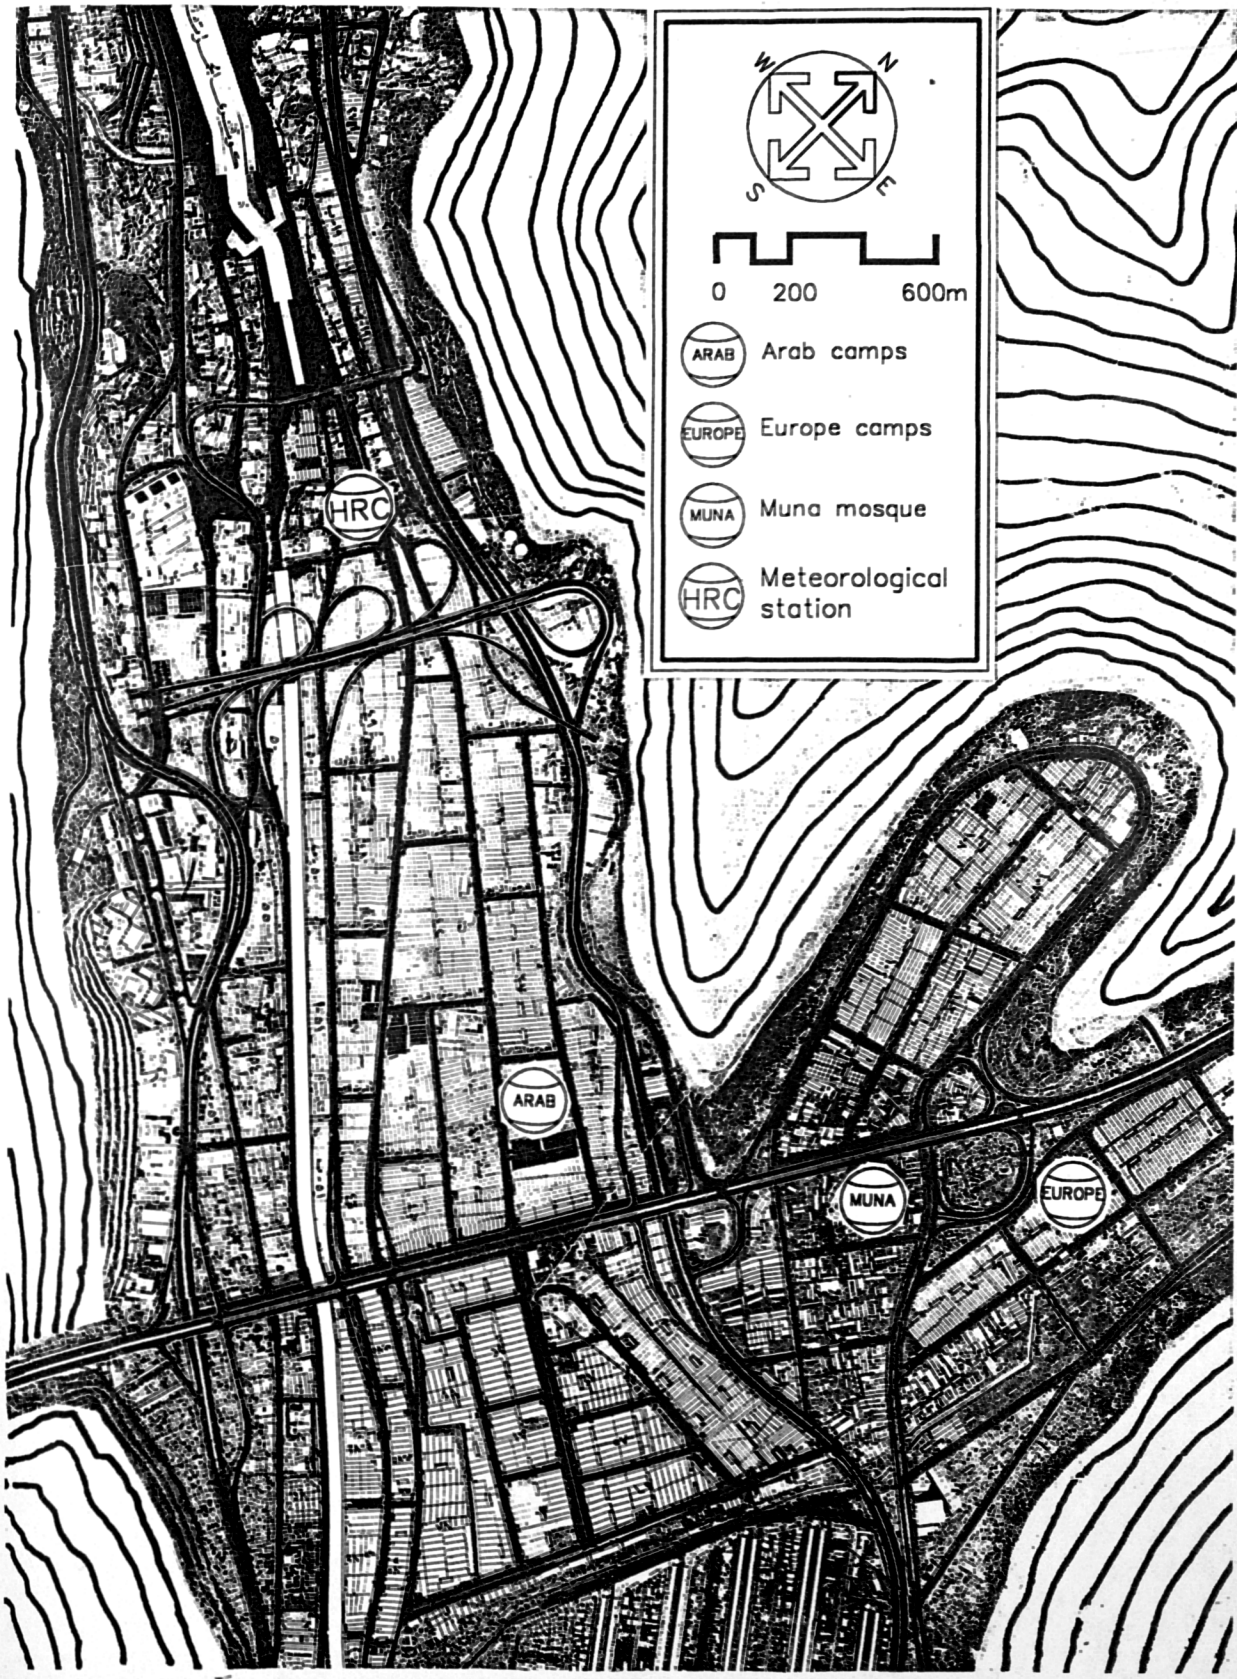 W N
S E
0 200 600m
ARAB Arab camps
EUROPE Europe camps
MUNA Muna mosque
HRC Meteorological
station
HRC
ARAB
MUNA
EUROPE